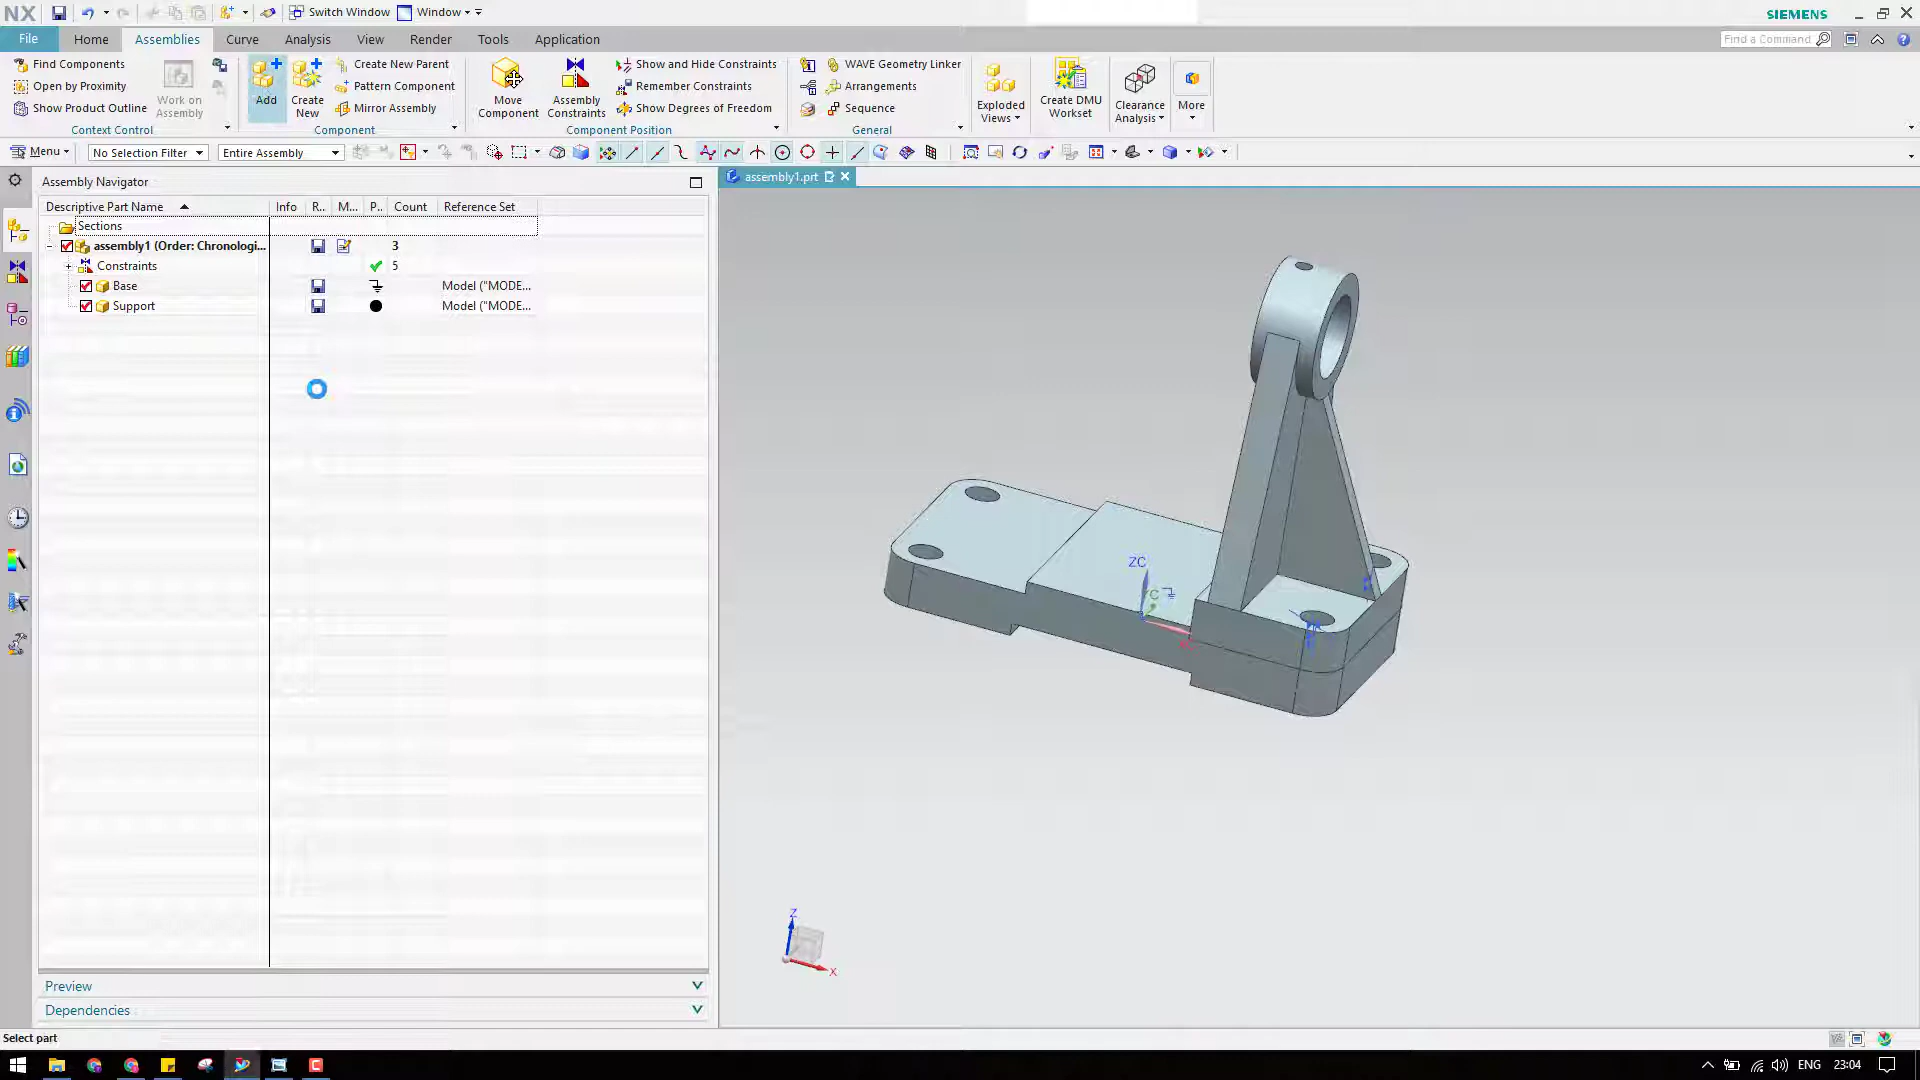 NX Switch Window Window SIEMENS
File Home Assemblies Curve Analysis View Render Tools Application Find a Command
Find Components
Open by Proximity
Show Product Outline
Work on
Assembly
Context Control
Add
Create
New
Create New Parent
Pattern Component
Mirror Assembly
Component
Move
Component
Assembly
Constraints
Show and Hide Constraints
Remember Constraints
Show Degrees of Freedom
Component Position
WAVE Geometry Linker
Arrangements
Sequence
General
Exploded
Views
Create DMU
Workset
Clearance
Analysis
More
Menu No Selection Filter Entire Assembly
Assembly Navigator
assembly1.prt
Descriptive Part Name Info R... M... P.. Count Reference Set
Sections
assembly1 (Order: Chronologi... 3
Constraints 5
Base Model ("MODE...
Support Model ("MODE...
ZC
Z
X
Preview
Dependencies
Select part
ENG 23:04